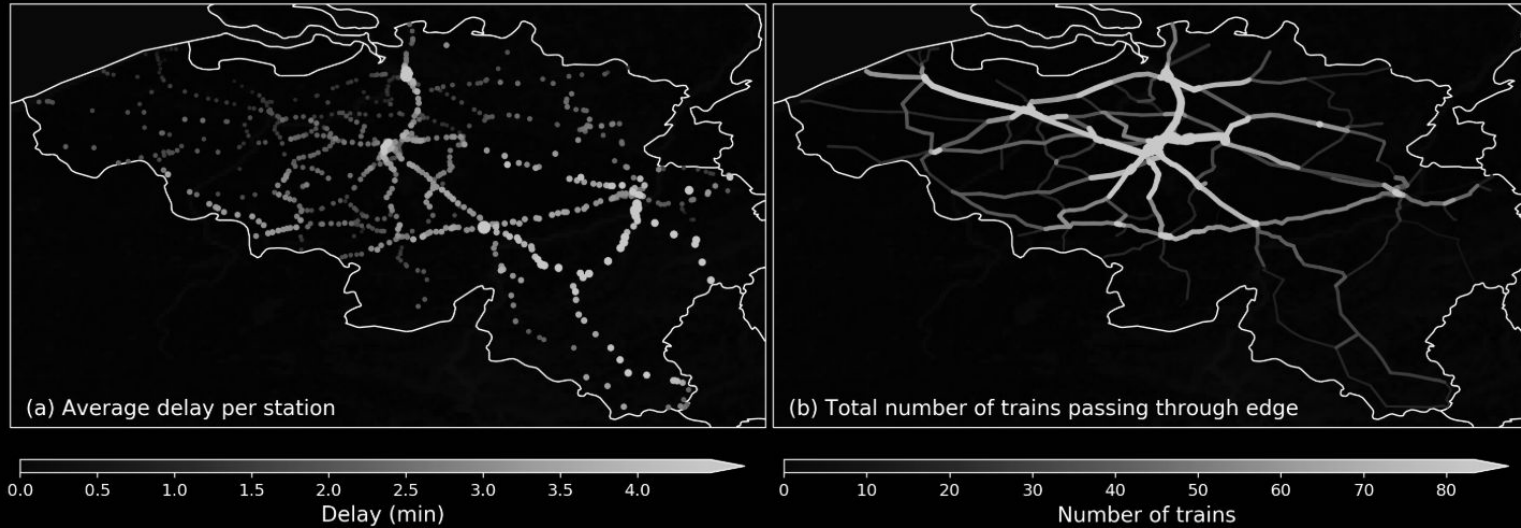 (a) Average delay per station
(b) Total number of trains passing through edge
0.0 0.5 1.0 1.5 2.0 2.5 3.0 3.5 4.0
Delay (min)
0 10 20 30 40 50 60 70 80
Number of trains